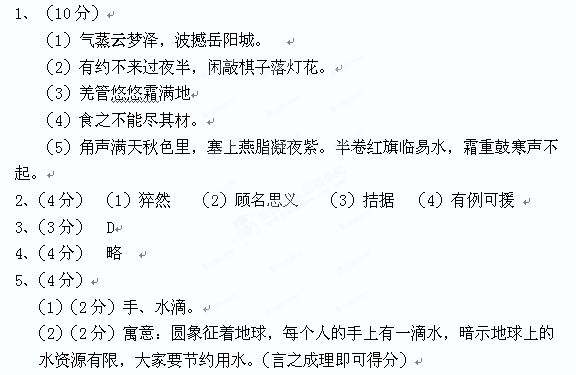 1、（10分）
（1）气蒸云梦泽，波撼岳阳城。
（2）有约不来过夜半，闲敲棋子落灯花。
（3）羌管悠悠霜满地
（4）食之不能尽其材。
（5）角声满天秋色里，塞上燕脂凝夜紫。半卷红旗临易水，霜重鼓寒声不
起。
2、（4分） （1）猝然 （2）顾名思义 （3）拮据 （4）有例可援
3、（3分） D
4、（4分） 略
5、（4分）
（1）（2分）手、水滴。
（2）（2分）寓意：圆象征着地球，每个人的手上有一滴水，暗示地球上的
水资源有限，大家要节约用水。（言之成理即可得分）